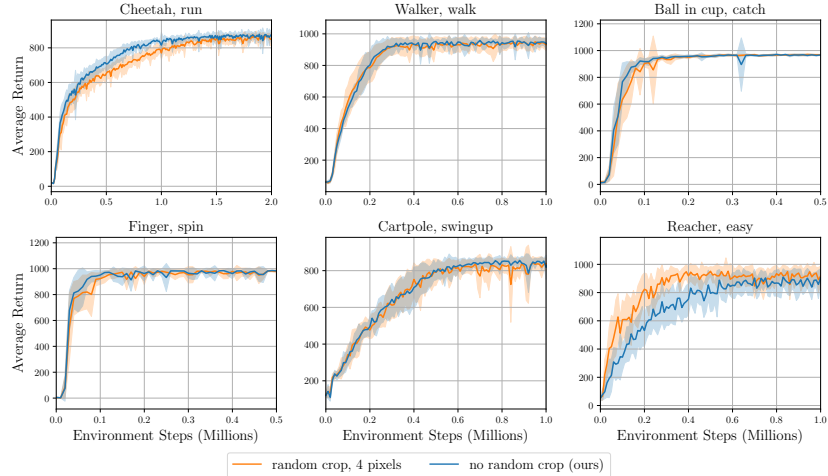 Cheetah, run
Walker, walk
Ball in cup, catch
Average Return
800
600
400
200
0
0.0 0.5 1.0 1.5 2.0
1000
800
600
400
200
0.0 0.2 0.4 0.6 0.8 1.0
1200
1000
800
600
400
200
0
0.0 0.1 0.2 0.3 0.4 0.5
Finger, spin
Cartpole, swingup
Reacher, easy
Average Return
1200
1000
800
600
400
200
0
0.0 0.1 0.2 0.3 0.4 0.5
Environment Steps (Millions)
800
600
400
200
0.0 0.2 0.4 0.6 0.8 1.0
Environment Steps (Millions)
1200
1000
800
600
400
200
0
0.0 0.2 0.4 0.6 0.8 1.0
Environment Steps (Millions)
random crop, 4 pixels
no random crop (ours)